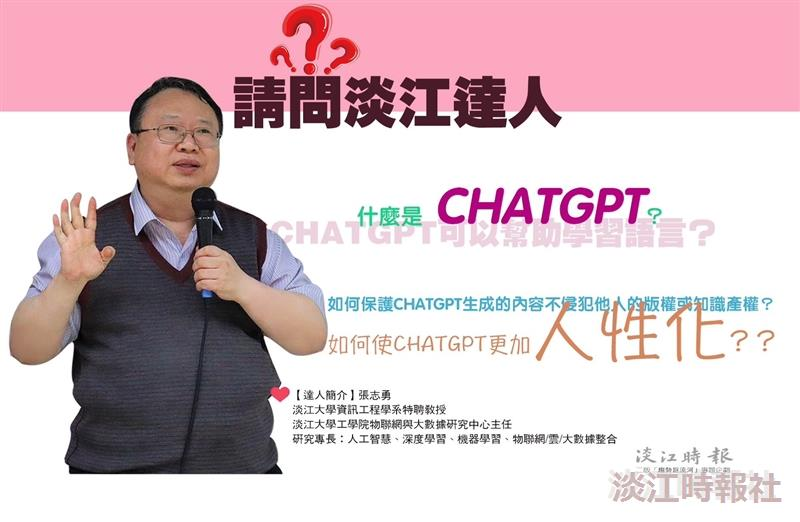 ???
請問淡江達人
什麼是 CHATGPT?
CHATGPT可以幫助學習語言?
如何保護CHATGPT生成的內容不侵犯他人的版權或知識產權?
如何使CHATGPT更加人性化??
【達人簡介】張志勇
淡江大學資訊工程學系特聘教授
淡江大學工學院物聯網與大數據研究中心主任
研究專長:人工智慧、深度學習、機器學習、物聯網/雲/大數據整合
淡江時報
淡江時報社